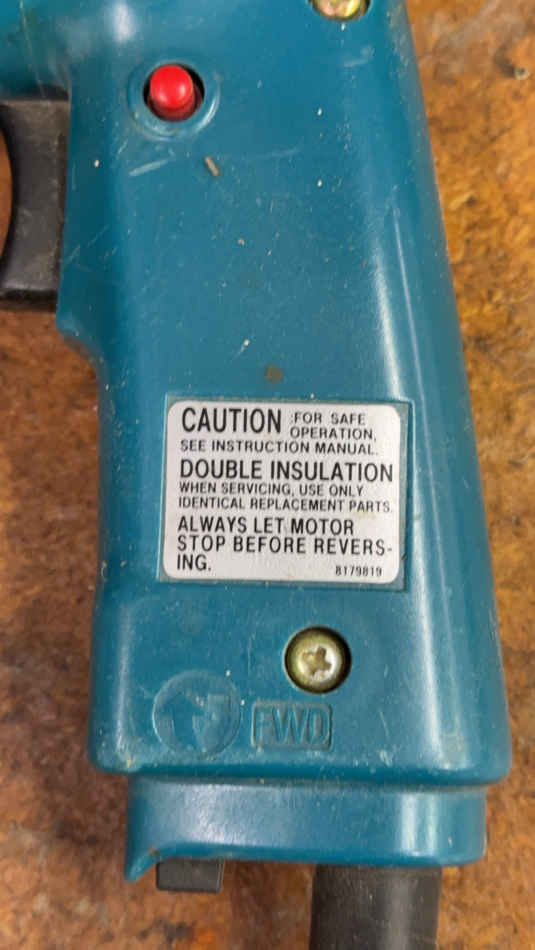 CAUTION :FOR SAFE
OPERATION,
SEE INSTRUCTION MANUAL.
DOUBLE INSULATION
WHEN SERVICING, USE ONLY
IDENTICAL REPLACEMENT PARTS.
ALWAYS LET MOTOR
STOP BEFORE REVERS-
ING.
8179819
FWD